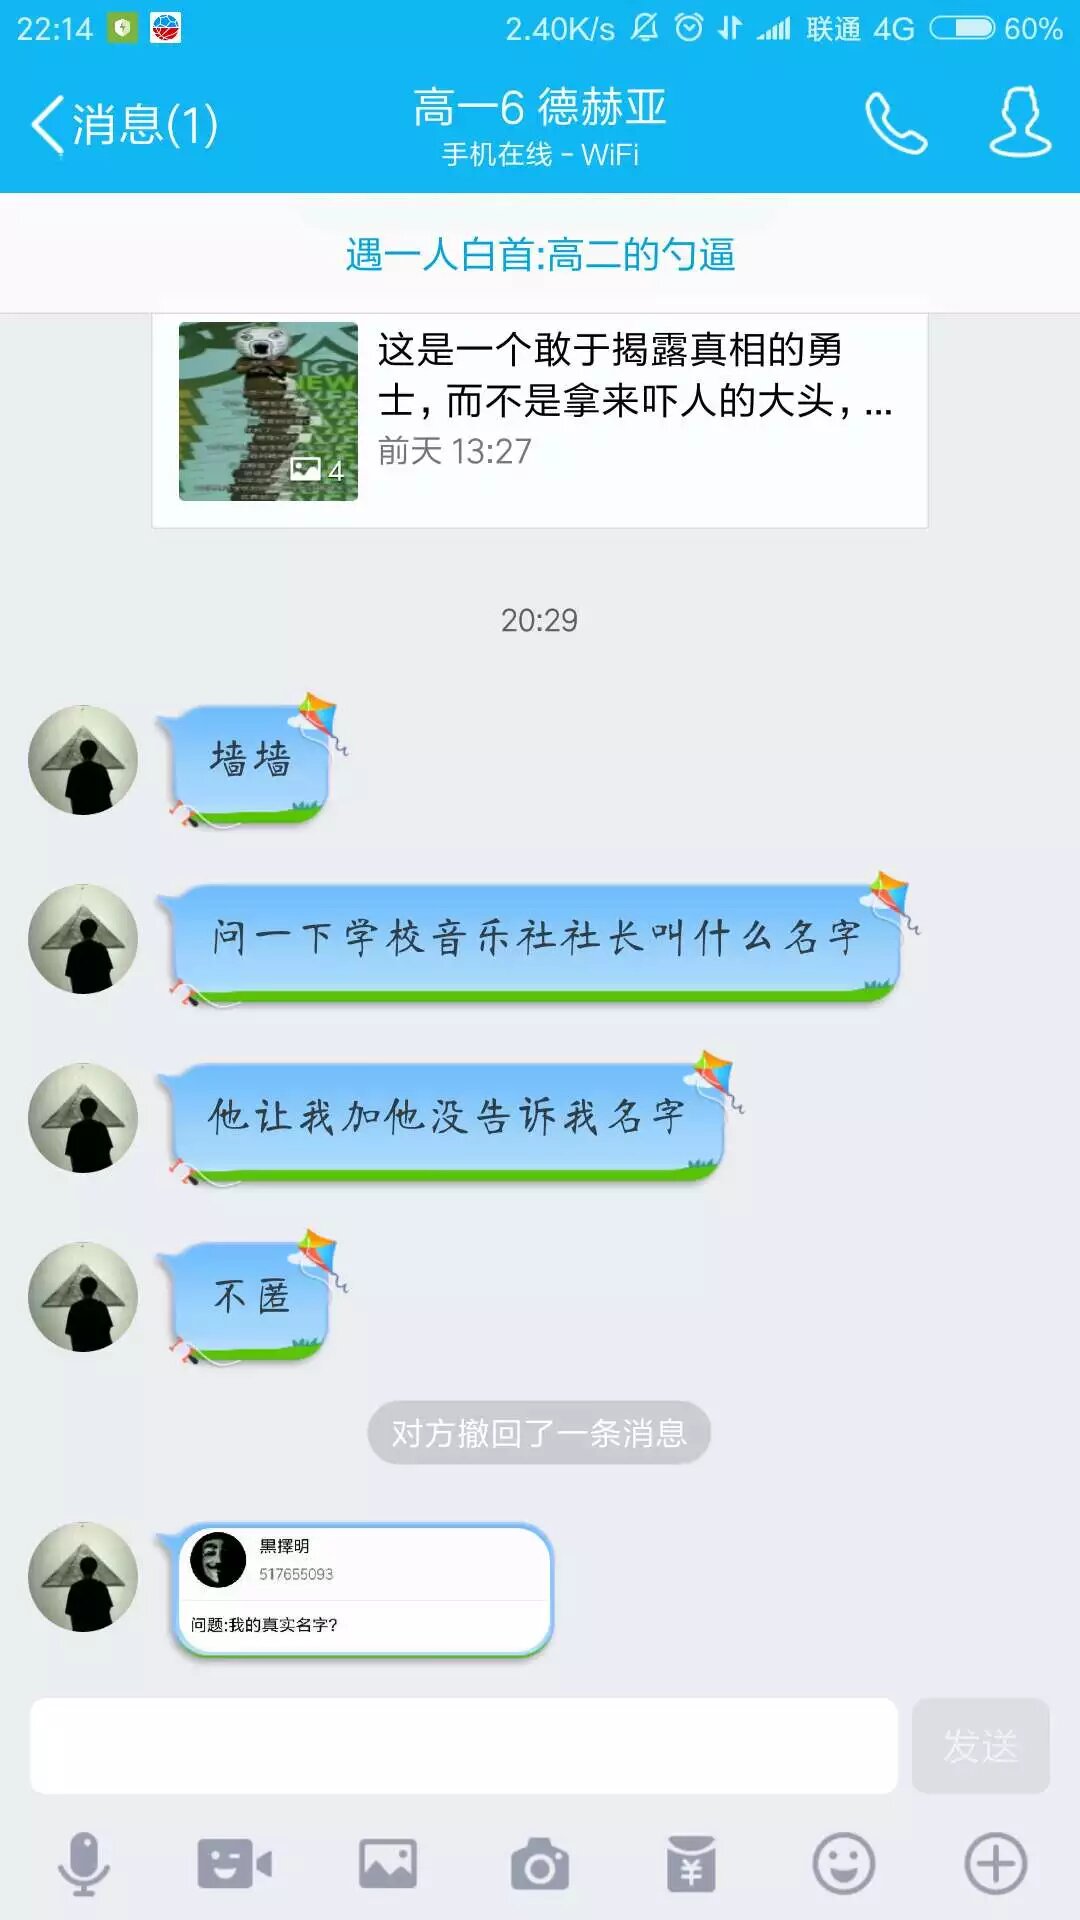 22:14 2.40K/s 联通 4G 60%
消息(1)
高一6 德赫亚
手机在线 - WiFi
遇一人白首:高二的勺逼
这是一个敢于揭露真相的勇
士，而不是拿来吓人的大头，...
前天 13:27
4
20:29
墙墙
问一下学校音乐社社长叫什么名字
他让我加他没告诉我名字
不匿
对方撤回了一条消息
黑擇明
517655093
问题:我的真实名字?
发送